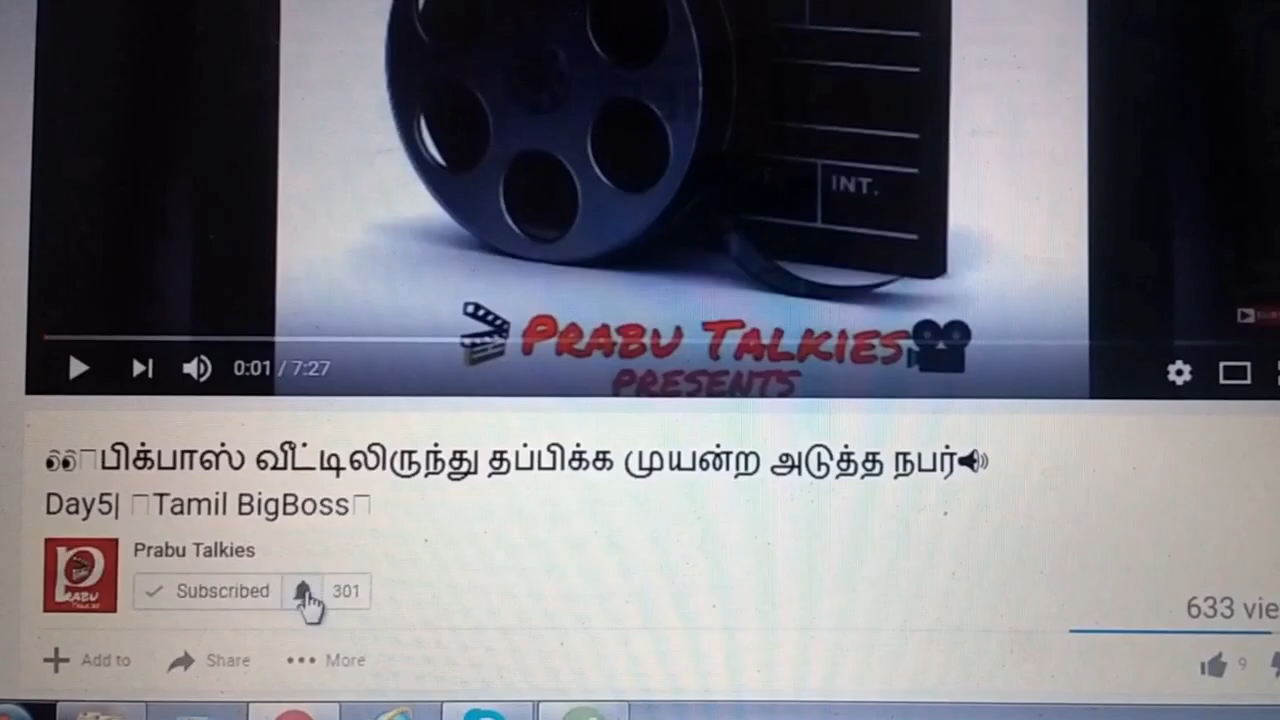 INT.
PRABU TALKIES
PRESENTS
0:01 / 7:27
👀பிக்பாஸ் வீட்டிலிருந்து தப்பிக்க முயன்ற அடுத்த நபர்🔊
Day5| □Tamil BigBoss□
Prabu Talkies
Subscribed 301
633 vie
Add to Share More
9